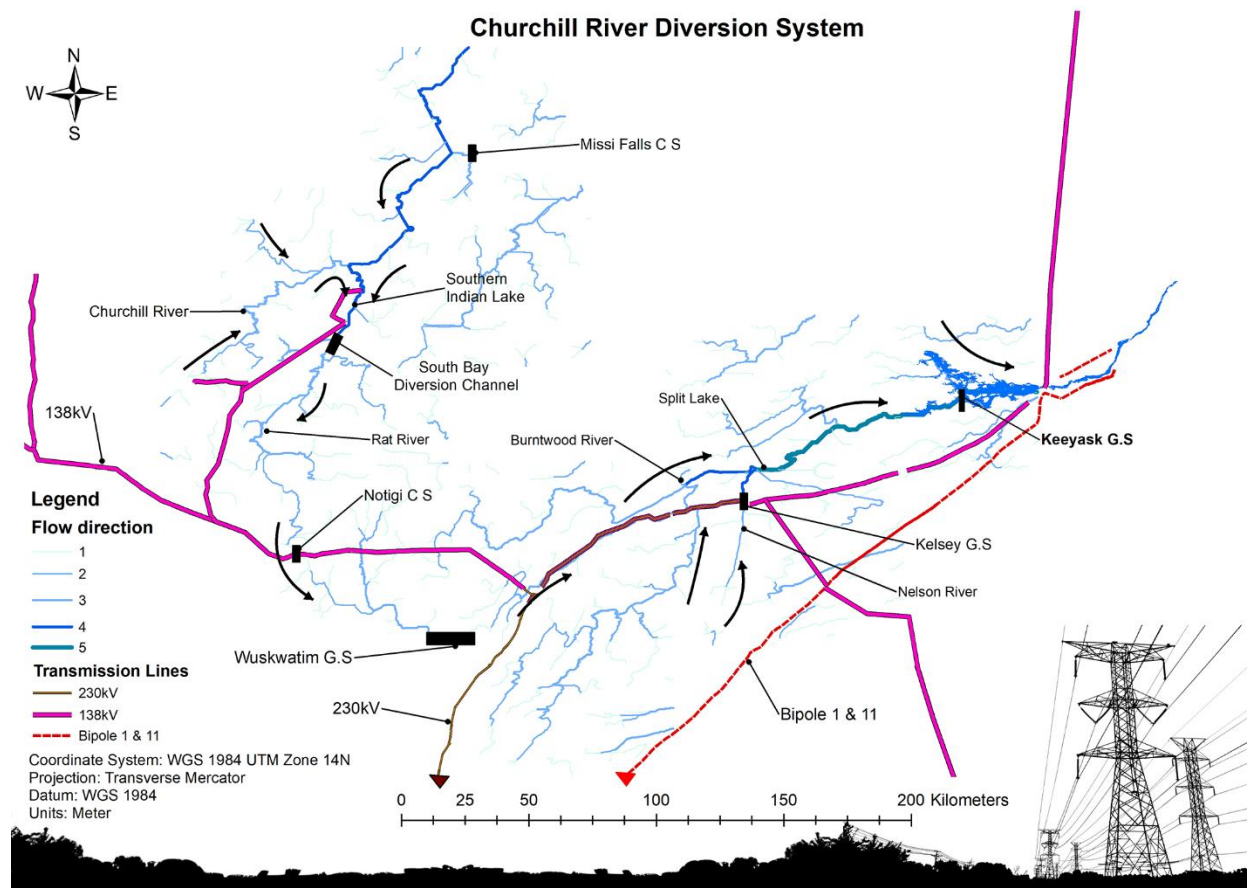 Churchill River Diversion System
N
W
E
S
Missi Falls C S
Southern
Indian Lake
Churchill River
South Bay
Diversion Channel
138kV
Rat River
Split Lake
Burntwood River
Keeyask G.S
Notigi C S
Kelsey G.S
Nelson River
Wuskwatim G.S
230kV
Bipole 1 & 11
Legend
Flow direction
1
2
3
4
5
Transmission Lines
230kV
138kV
Bipole 1 & 11
Coordinate System: WGS 1984 UTM Zone 14N
Projection: Transverse Mercator
Datum: WGS 1984
Units: Meter
0 25 50 100 150 200 Kilometers